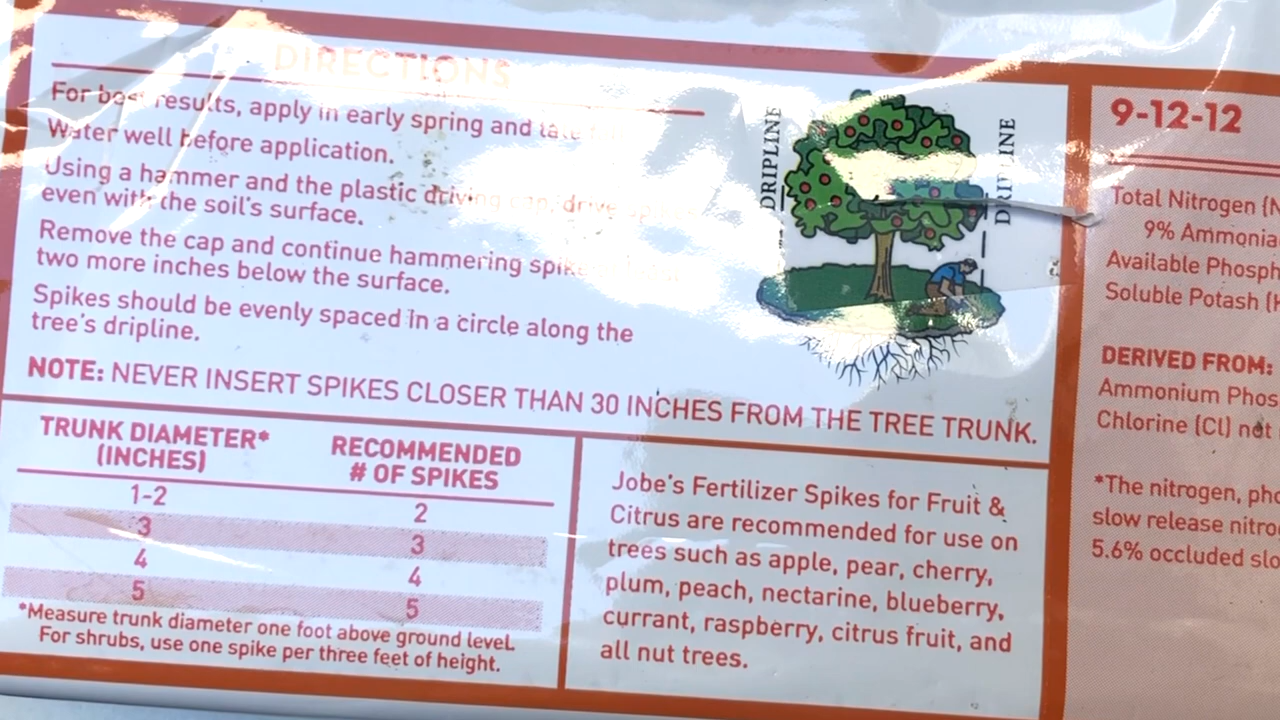 DIRECTIONS
For best results, apply in early spring and late
Water well before application.
Using a hammer and the plastic driving cap, drive spikes
even with the soil's surface.
Remove the cap and continue hammering spike
two more inches below the surface.
Spikes should be evenly spaced in a circle along the
tree's dripline.
NOTE: NEVER INSERT SPIKES CLOSER THAN 30 INCHES FROM THE TREE TRUNK.
DRIPLINE
DRIPLINE
TRUNK DIAMETER* RECOMMENDED
(INCHES) # OF SPIKES
1-2 2
3 3
4 4
5 5
*Measure trunk diameter one foot above ground level.
For shrubs, use one spike per three feet of height.
Jobe's Fertilizer Spikes for Fruit &
Citrus are recommended for use on
trees such as apple, pear, cherry,
plum, peach, nectarine, blueberry,
currant, raspberry, citrus fruit, and
all nut trees.
9-12-12
Total Nitrogen (N
9% Ammonia
Available Phosph
Soluble Potash (K
DERIVED FROM:
Ammonium Phos
Chlorine (Cl) not
*The nitrogen, pho
slow release nitro
5.6% occluded slo